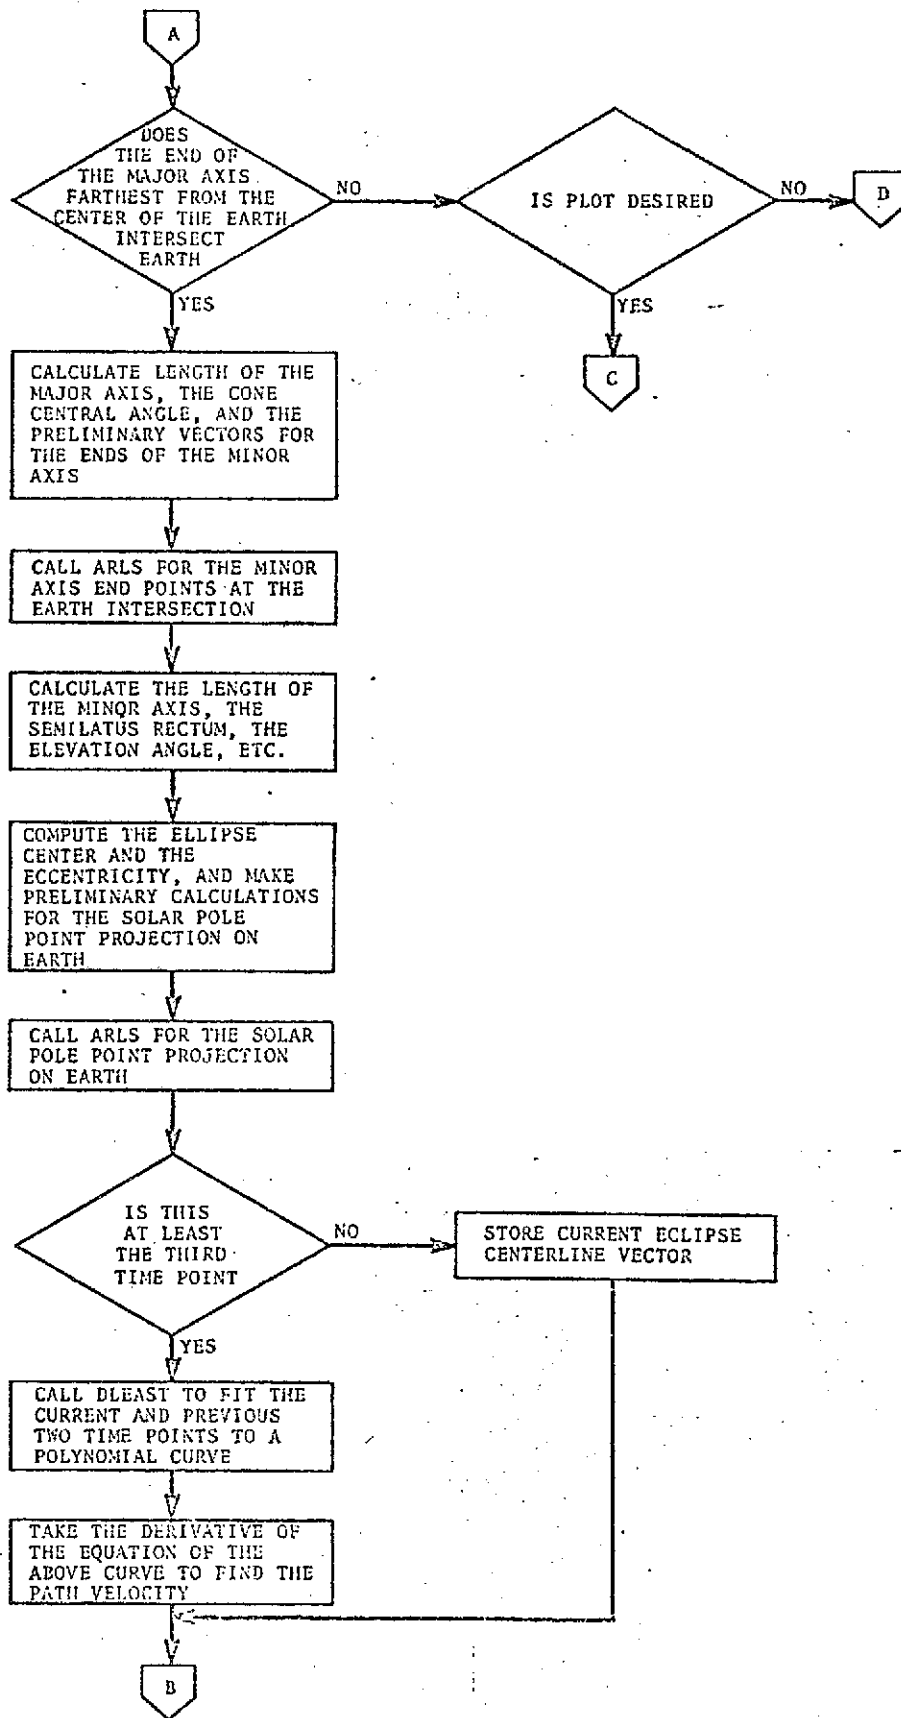 A
DOES
THE END OF
THE MAJOR AXIS
FARTHEST FROM THE
CENTER OF THE EARTH
INTERSECT
EARTH
NO
IS PLOT DESIRED
NO
D
YES
YES
C
CALCULATE LENGTH OF THE
MAJOR AXIS, THE CONE
CENTRAL ANGLE, AND THE
PRELIMINARY VECTORS FOR
THE ENDS OF THE MINOR
AXIS
CALL ARLS FOR THE MINOR
AXIS END POINTS AT THE
EARTH INTERSECTION
CALCULATE THE LENGTH OF
THE MINOR AXIS, THE
SEMILATUS RECTUM, THE
ELEVATION ANGLE, ETC.
COMPUTE THE ELLIPSE
CENTER AND THE
ECCENTRICITY, AND MAKE
PRELIMINARY CALCULATIONS
FOR THE SOLAR POLE
POINT PROJECTION ON
EARTH
CALL ARLS FOR THE SOLAR
POLE POINT PROJECTION
ON EARTH
IS THIS
AT LEAST
THE THIRD
TIME POINT
NO
STORE CURRENT ECLIPSE
CENTERLINE VECTOR
YES
CALL DLEAST TO FIT THE
CURRENT AND PREVIOUS
TWO TIME POINTS TO A
POLYNOMIAL CURVE
TAKE THE DERIVATIVE OF
THE EQUATION OF THE
ABOVE CURVE TO FIND THE
PATH VELOCITY
B